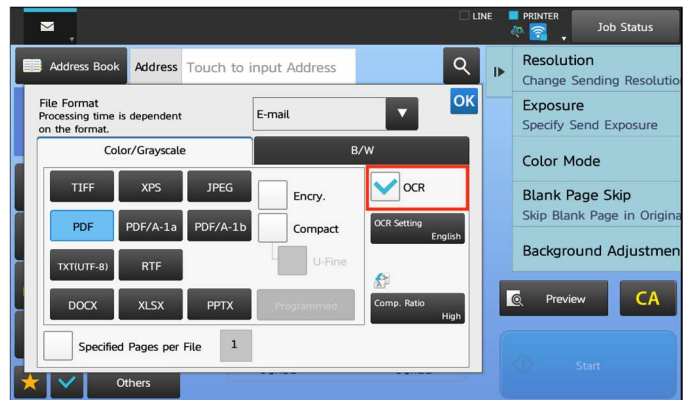 LINE
PRINTER
Job Status
Address Book
Address
Touch to input Address
Resolution
Change Sending Resolutio
File Format
Processing time is dependent
on the format.
E-mail
OK
Exposure
Specify Send Exposure
Color/Grayscale
B/W
Color Mode
TIFF
XPS
JPEG
Encry.
OCR
Blank Page Skip
Skip Blank Page in Origina
PDF
PDF/A-1a
PDF/A-1b
Compact
OCR Setting
English
Background Adjustmen
TXT(UTF-8)
RTF
U-Fine
DOCX
XLSX
PPTX
Programmed
Comp. Ratio
High
Preview
CA
Specified Pages per File
1
Start
Others